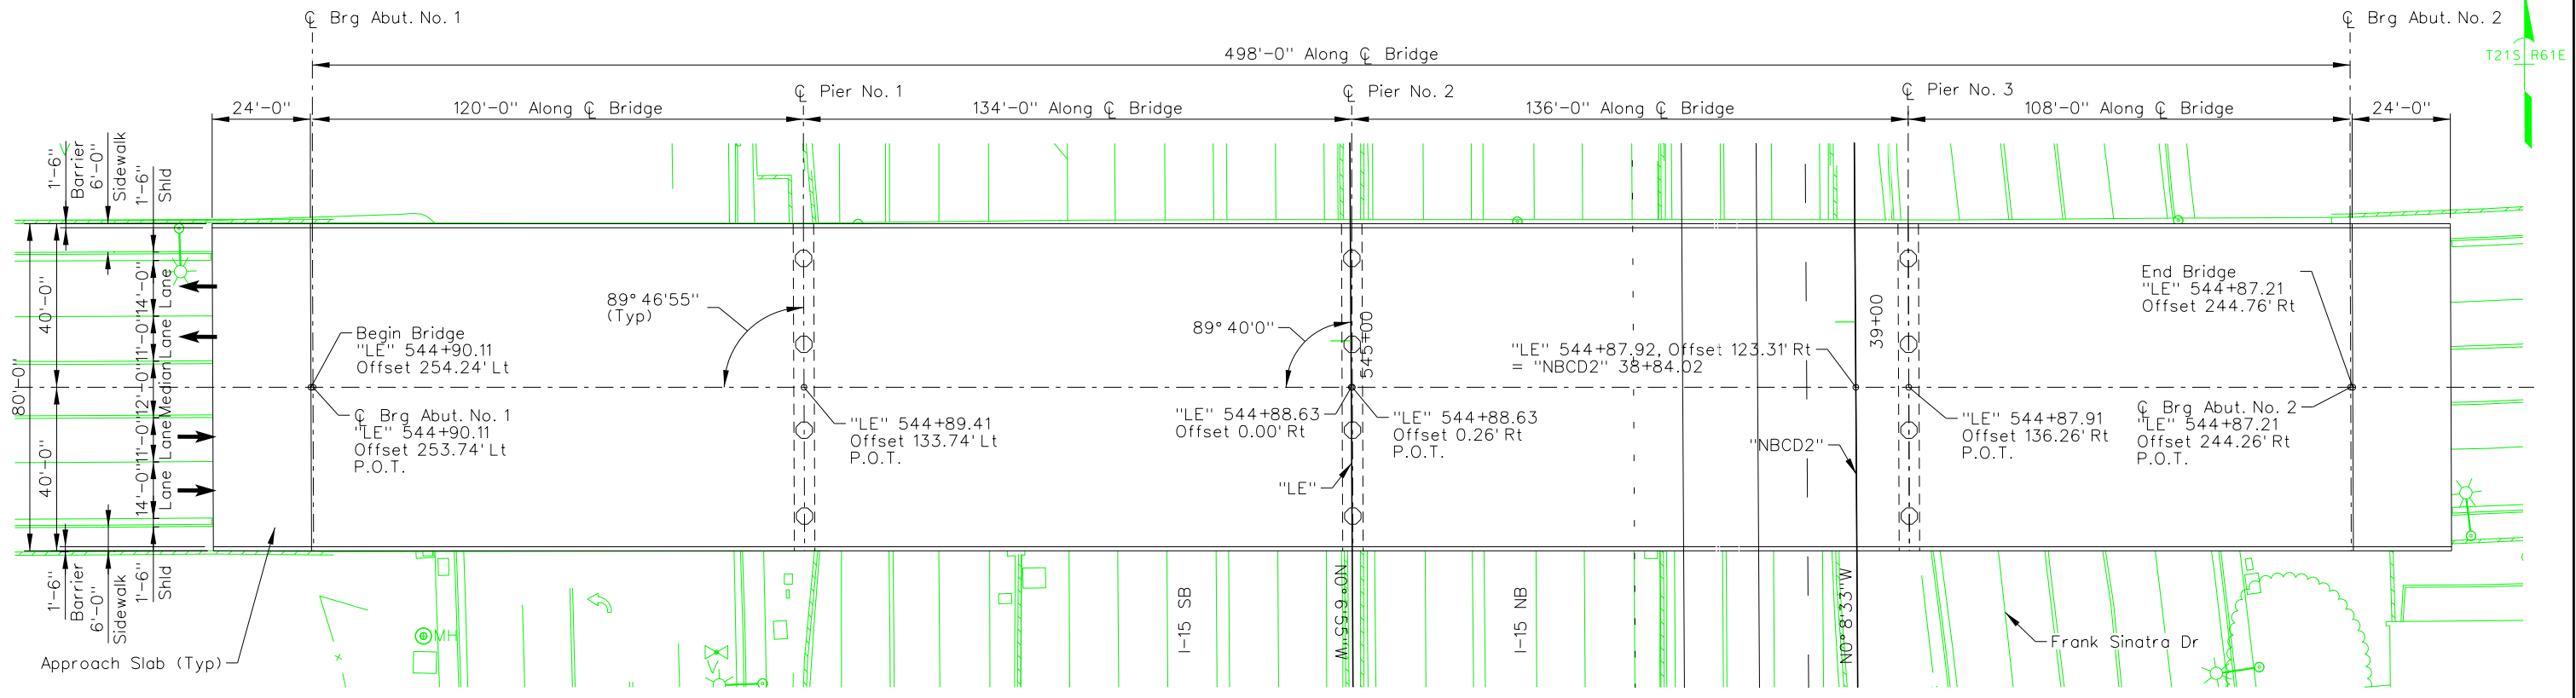 ℄ Brg Abut. No. 1
℄ Brg Abut. No. 2
498'-0" Along ℄ Bridge
T21S R61E
℄ Pier No. 1
℄ Pier No. 2
℄ Pier No. 3
24'-0"
120'-0" Along ℄ Bridge
134'-0" Along ℄ Bridge
136'-0" Along ℄ Bridge
108'-0" Along ℄ Bridge
24'-0"
1'-6"
Barrier
6'-0"
Sidewalk
1'-6"
Shld
14'-0"
Lane
11'-0"
Lane
12'-0"
Median
11'-0"
Lane
14'-0"
Lane
40'-0"
80'-0"
40'-0"
1'-6"
Barrier
6'-0"
Sidewalk
1'-6"
Shld
Begin Bridge
"LE" 544+90.11
Offset 254.24' Lt
℄ Brg Abut. No. 1
"LE" 544+90.11
Offset 253.74' Lt
P.O.T.
89° 46'55"
(Typ)
"LE" 544+89.41
Offset 133.74' Lt
P.O.T.
89° 40'0"
545+00
"LE" 544+88.63
Offset 0.00' Rt
"LE" 544+88.63
Offset 0.26' Rt
P.O.T.
"LE"
"LE" 544+87.92, Offset 123.31' Rt
= "NBCD2" 38+84.02
39+00
"NBCD2"
"LE" 544+87.91
Offset 136.26' Rt
P.O.T.
End Bridge
"LE" 544+87.21
Offset 244.76' Rt
℄ Brg Abut. No. 2
"LE" 544+87.21
Offset 244.26' Rt
P.O.T.
Approach Slab (Typ)
MH
I-15 SB
N0° 6'55"W
I-15 NB
N0° 8'33"W
Frank Sinatra Dr